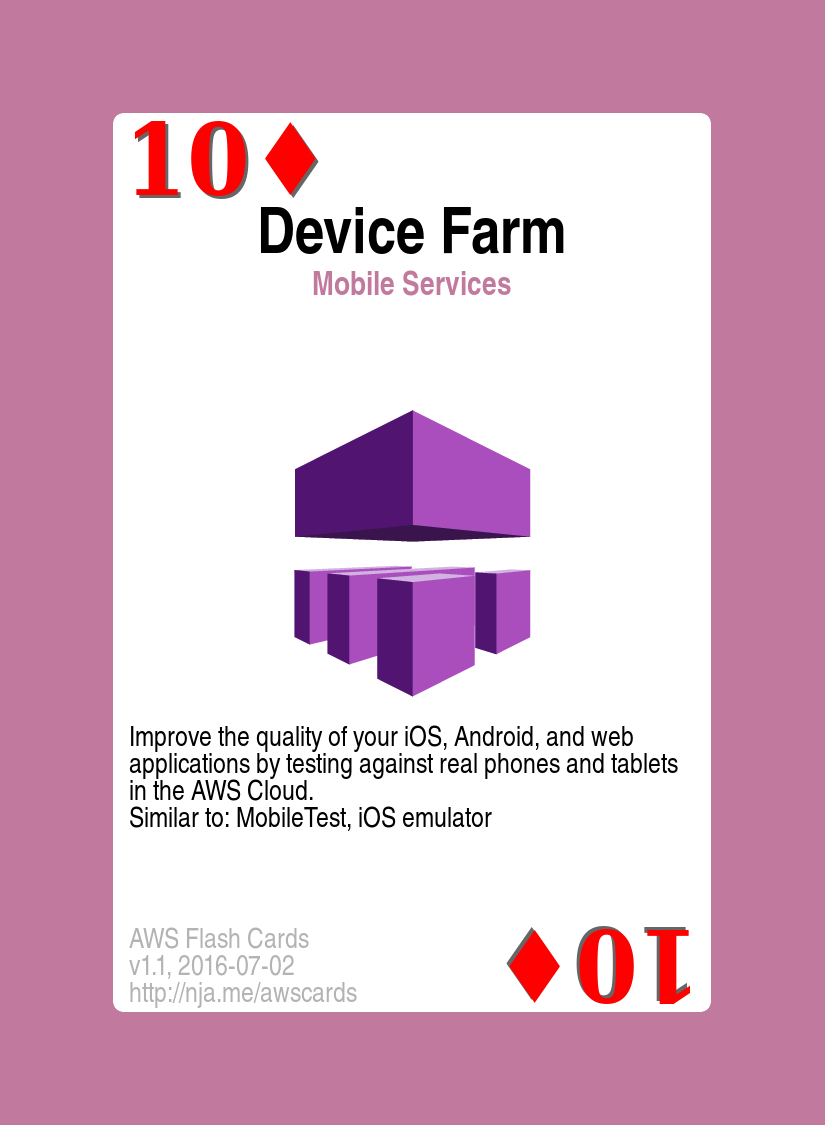 10♦
Device Farm
Mobile Services
Improve the quality of your iOS, Android, and web
applications by testing against real phones and tablets
in the AWS Cloud.
Similar to: MobileTest, iOS emulator
AWS Flash Cards
v1.1, 2016-07-02
http://nja.me/awscards
10♦